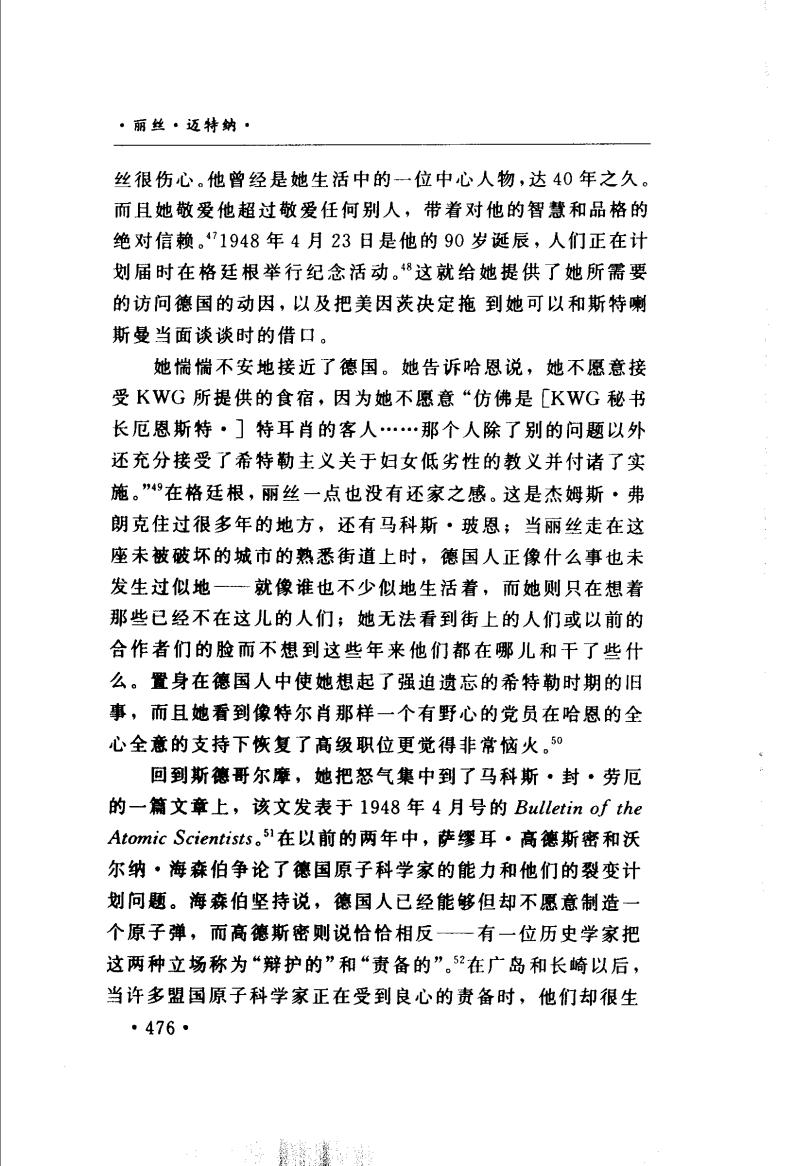 ·丽丝·迈特纳·
丝很伤心。他曾经是她生活中的一位中心人物,达 40 年之久。
而且她敬爱他超过敬爱任何别人，带着对他的智慧和品格的
绝对信赖。⁴⁷1948 年 4 月 23 日是他的 90 岁诞辰,人们正在计
划届时在格廷根举行纪念活动。⁴⁸这就给她提供了她所需要
的访问德国的动因,以及把美因茨决定拖 到她可以和斯特喇
斯曼当面谈谈时的借口。
她惴惴不安地接近了德国。她告诉哈恩说，她不愿意接
受 KWG 所提供的食宿，因为她不愿意“仿佛是［KWG 秘书
长厄恩斯特·］特耳肖的客人……那个人除了别的问题以外
还充分接受了希特勒主义关于妇女低劣性的教义并付诸了实
施。”⁴⁹在格廷根，丽丝一点也没有还家之感。这是杰姆斯·弗
朗克住过很多年的地方，还有马科斯·玻恩；当丽丝走在这
座未被破坏的城市的熟悉街道上时，德国人正像什么事也未
发生过似地——就像谁也不少似地生活着，而她则只在想着
那些已经不在这儿的人们；她无法看到街上的人们或以前的
合作者们的脸而不想到这些年来他们都在哪儿和干了些什
么。置身在德国人中使她想起了强迫遗忘的希特勒时期的旧
事，而且她看到像特尔肖那样一个有野心的党员在哈恩的全
心全意的支持下恢复了高级职位更觉得非常恼火。⁵⁰
回到斯德哥尔摩，她把怒气集中到了马科斯·封·劳厄
的一篇文章上，该文发表于 1948 年 4 月号的 Bulletin of the
Atomic Scientists。⁵¹在以前的两年中，萨缪耳·高德斯密和沃
尔纳·海森伯争论了德国原子科学家的能力和他们的裂变计
划问题。海森伯坚持说，德国人已经能够但却不愿意制造一
个原子弹，而高德斯密则说恰恰相反——有一位历史学家把
这两种立场称为“辩护的”和“责备的”。⁵²在广岛和长崎以后，
当许多盟国原子科学家正在受到良心的责备时，他们却很生
·476·